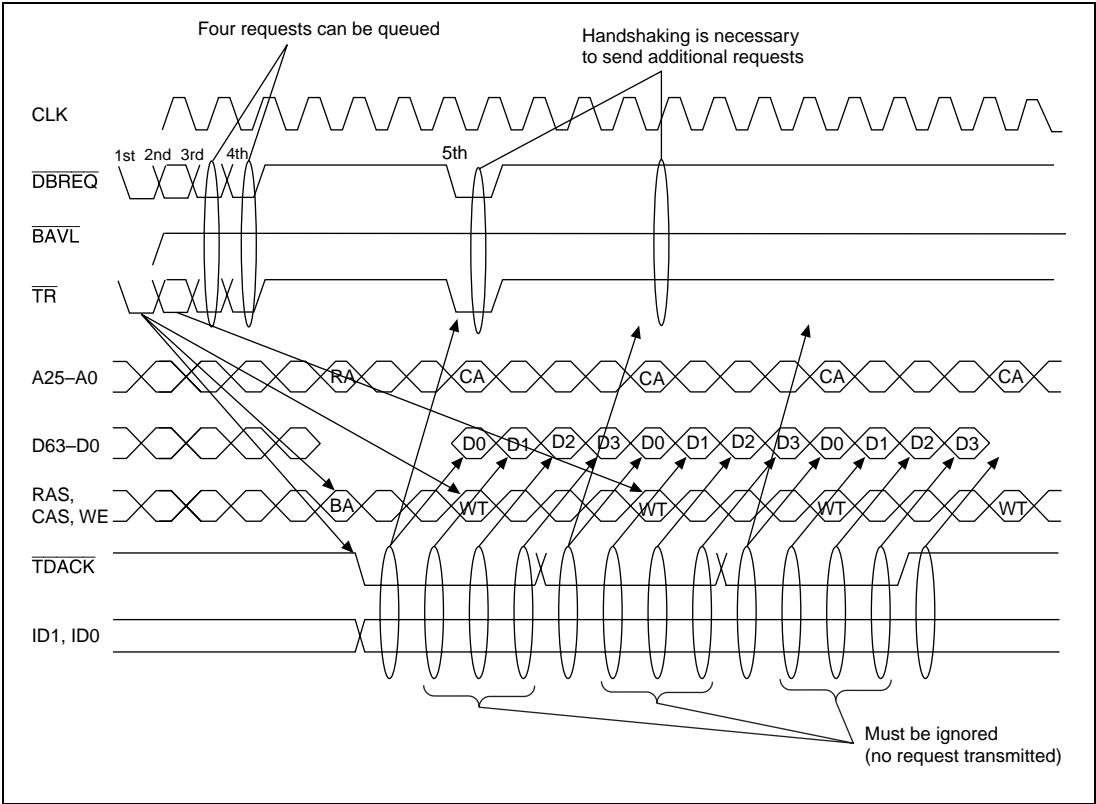 Four requests can be queued
Handshaking is necessary
to send additional requests
CLK
1st 2nd 3rd 4th 5th
DBREQ
BAVL
TR
A25–A0 RA CA CA CA CA
D63–D0 D0 D1 D2 D3 D0 D1 D2 D3 D0 D1 D2 D3
RAS,
CAS, WE BA WT WT WT WT
TDACK
ID1, ID0
Must be ignored
(no request transmitted)